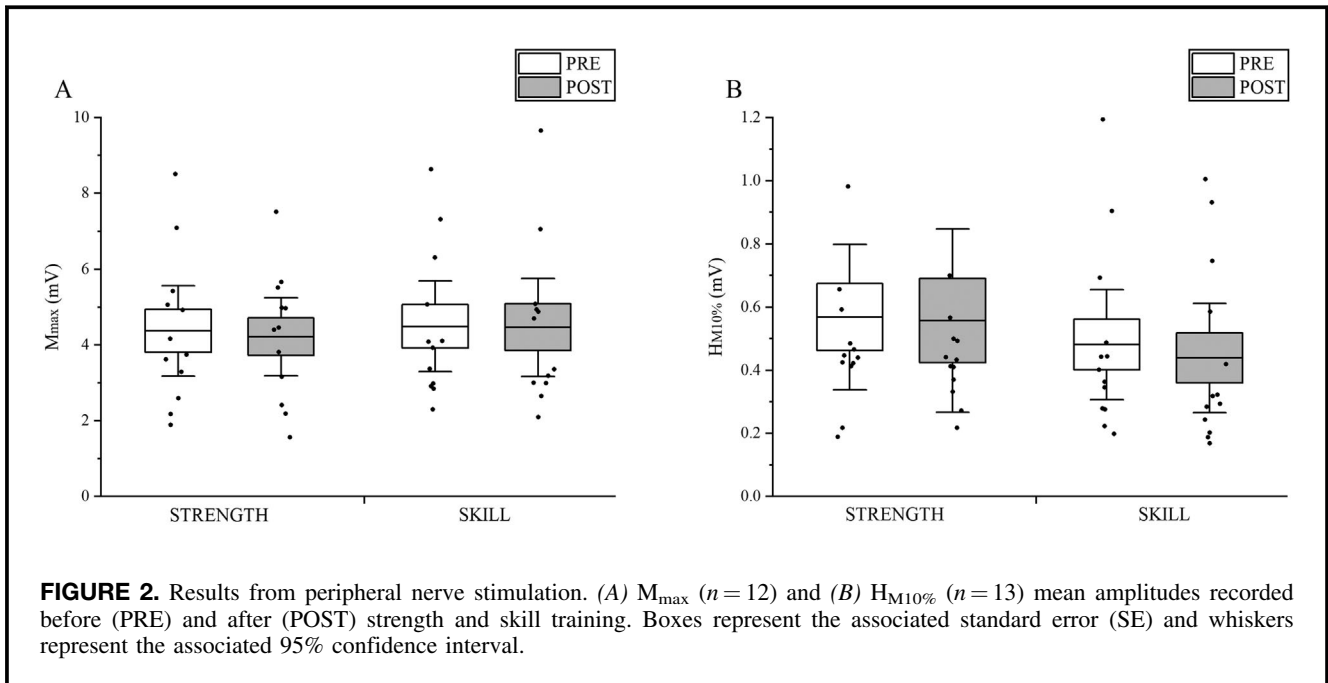 PRE
POST
A
10
8
6
4
2
0
Mmax (mV)
STRENGTH
SKILL
PRE
POST
B
1.2
1.0
0.8
0.6
0.4
0.2
0.0
HM10% (mV)
STRENGTH
SKILL
FIGURE 2. Results from peripheral nerve stimulation. (A) Mmax (n = 12) and (B) HM10% (n = 13) mean amplitudes recorded
before (PRE) and after (POST) strength and skill training. Boxes represent the associated standard error (SE) and whiskers
represent the associated 95% confidence interval.